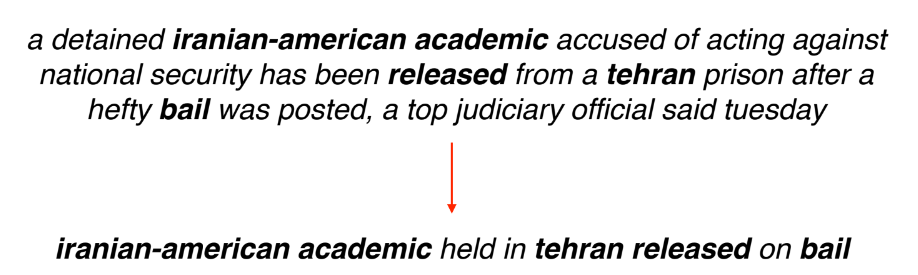 a detained iranian-american academic accused of acting against
national security has been released from a tehran prison after a
hefty bail was posted, a top judiciary official said tuesday
iranian-american academic held in tehran released on bail